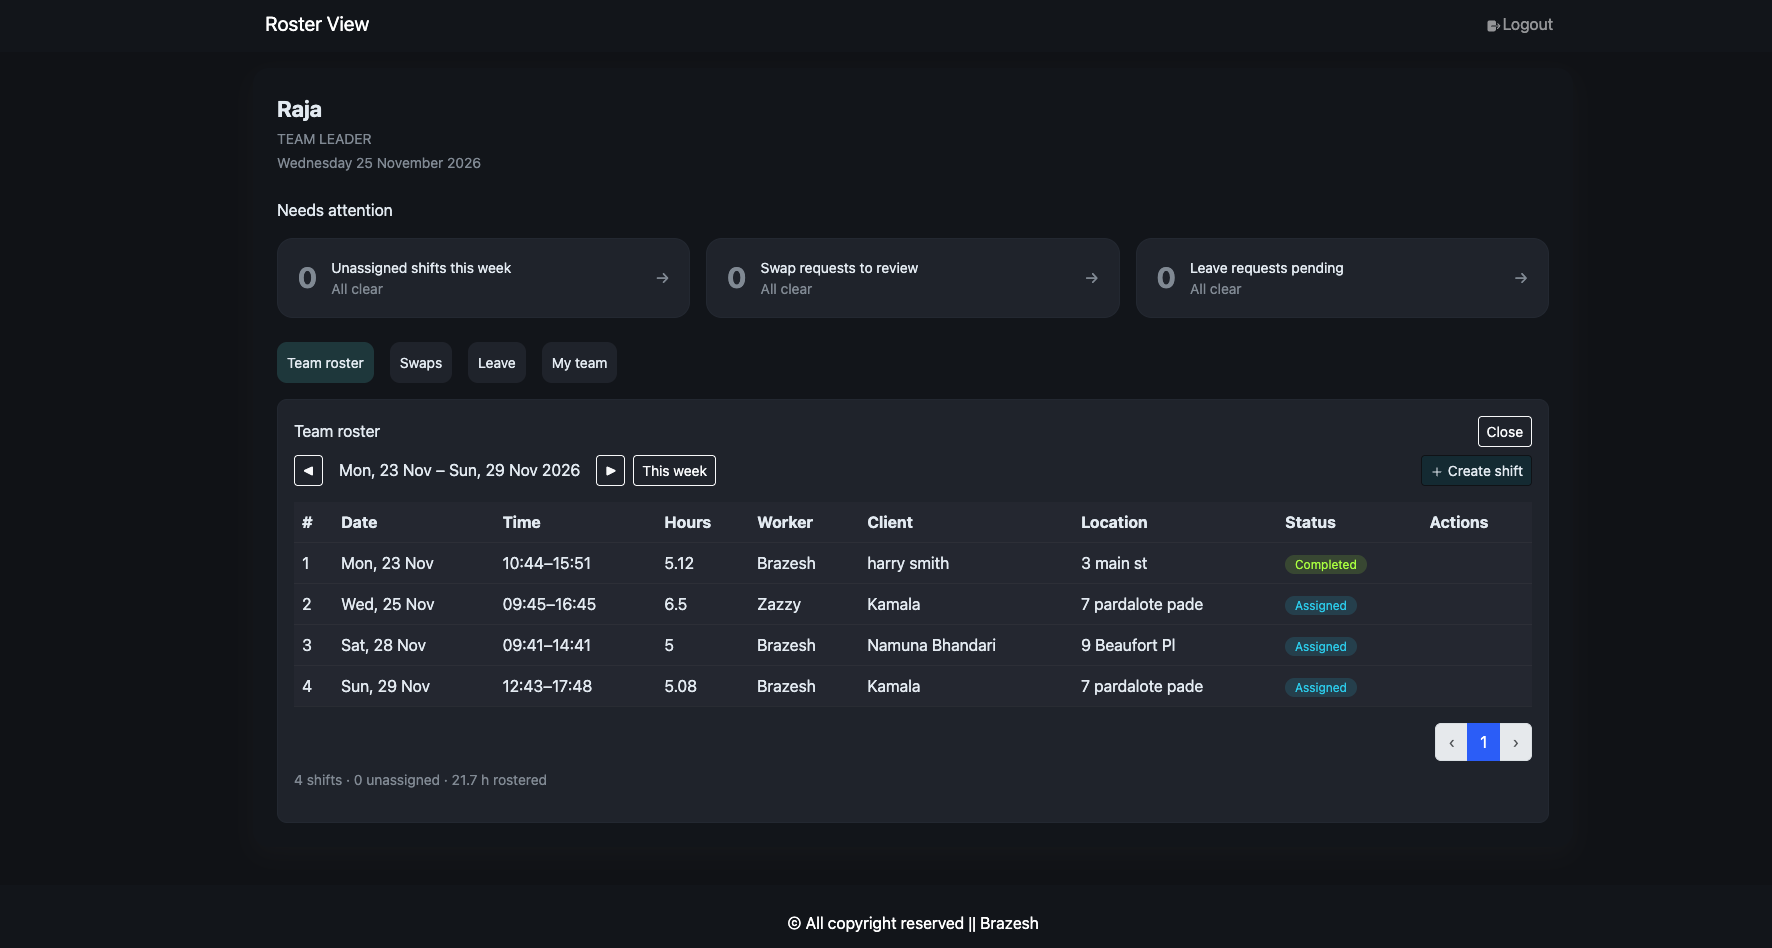 Roster View
Logout
Raja
TEAM LEADER
Wednesday 25 November 2026
Needs attention
0 Unassigned shifts this week →
All clear
0 Swap requests to review →
All clear
0 Leave requests pending →
All clear
Team roster Swaps Leave My team
Team roster Close
◀ Mon, 23 Nov – Sun, 29 Nov 2026 ▶ This week + Create shift
# Date Time Hours Worker Client Location Status Actions
1 Mon, 23 Nov 10:44–15:51 5.12 Brazesh harry smith 3 main st Completed
2 Wed, 25 Nov 09:45–16:45 6.5 Zazzy Kamala 7 pardalote pade Assigned
3 Sat, 28 Nov 09:41–14:41 5 Brazesh Namuna Bhandari 9 Beaufort Pl Assigned
4 Sun, 29 Nov 12:43–17:48 5.08 Brazesh Kamala 7 pardalote pade Assigned
‹ 1 ›
4 shifts · 0 unassigned · 21.7 h rostered
© All copyright reserved || Brazesh